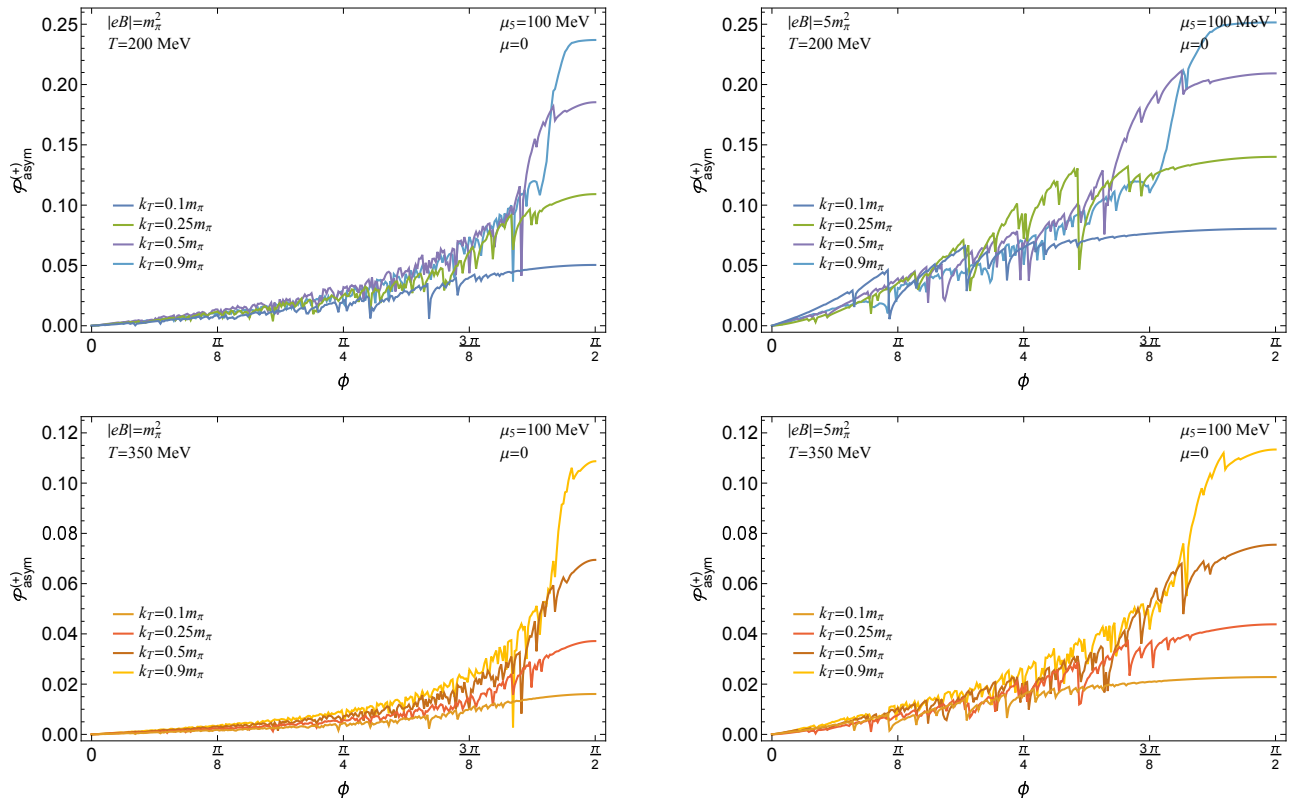 |eB|=m_π^2
T=200 MeV
μ_5=100 MeV
μ=0
0.25
0.20
0.15
0.10
0.05
0.00
P_asym^(+)
k_T=0.1m_π
k_T=0.25m_π
k_T=0.5m_π
k_T=0.9m_π
0 π/8 π/4 3π/8 π/2
ϕ
|eB|=5m_π^2
T=200 MeV
μ_5=100 MeV
μ=0
0.25
0.20
0.15
0.10
0.05
0.00
P_asym^(+)
k_T=0.1m_π
k_T=0.25m_π
k_T=0.5m_π
k_T=0.9m_π
0 π/8 π/4 3π/8 π/2
ϕ
|eB|=m_π^2
T=350 MeV
μ_5=100 MeV
μ=0
0.12
0.10
0.08
0.06
0.04
0.02
0.00
P_asym^(+)
k_T=0.1m_π
k_T=0.25m_π
k_T=0.5m_π
k_T=0.9m_π
0 π/8 π/4 3π/8 π/2
ϕ
|eB|=5m_π^2
T=350 MeV
μ_5=100 MeV
μ=0
0.12
0.10
0.08
0.06
0.04
0.02
0.00
P_asym^(+)
k_T=0.1m_π
k_T=0.25m_π
k_T=0.5m_π
k_T=0.9m_π
0 π/8 π/4 3π/8 π/2
ϕ